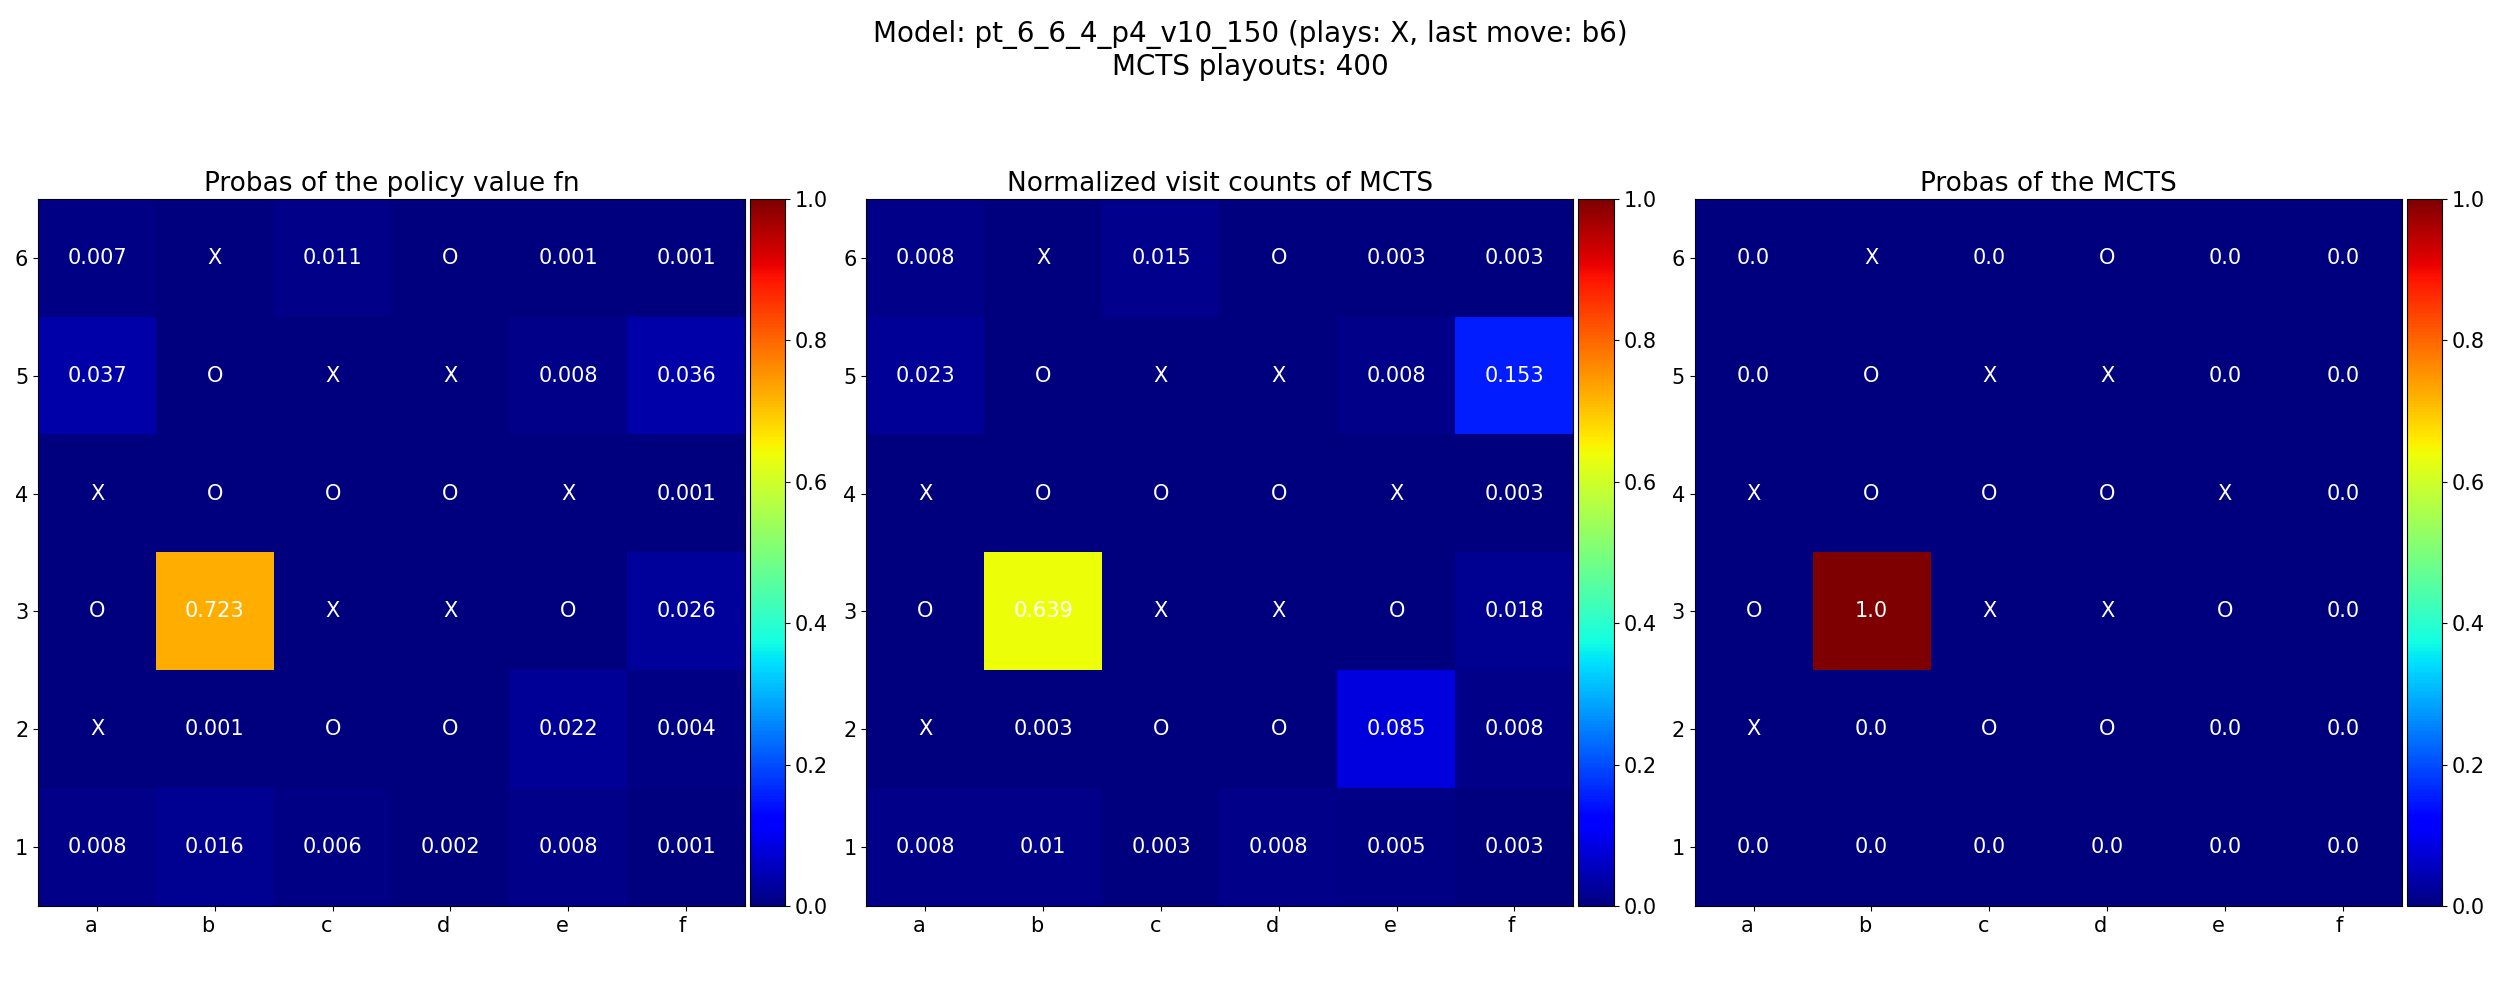 Model: pt_6_6_4_p4_v10_150 (plays: X, last move: b6)
MCTS playouts: 400
Probas of the policy value fn
6 0.007 X 0.011 O 0.001 0.001
5 0.037 O X X 0.008 0.036
4 X O O O X 0.001
3 O 0.723 X X O 0.026
2 X 0.001 O O 0.022 0.004
1 0.008 0.016 0.006 0.002 0.008 0.001
a b c d e f
1.0
0.8
0.6
0.4
0.2
0.0
Normalized visit counts of MCTS
6 0.008 X 0.015 O 0.003 0.003
5 0.023 O X X 0.008 0.153
4 X O O O X 0.003
3 O 0.639 X X O 0.018
2 X 0.003 O O 0.085 0.008
1 0.008 0.01 0.003 0.008 0.005 0.003
a b c d e f
1.0
0.8
0.6
0.4
0.2
0.0
Probas of the MCTS
6 0.0 X 0.0 O 0.0 0.0
5 0.0 O X X 0.0 0.0
4 X O O O X 0.0
3 O 1.0 X X O 0.0
2 X 0.0 O O 0.0 0.0
1 0.0 0.0 0.0 0.0 0.0 0.0
a b c d e f
1.0
0.8
0.6
0.4
0.2
0.0